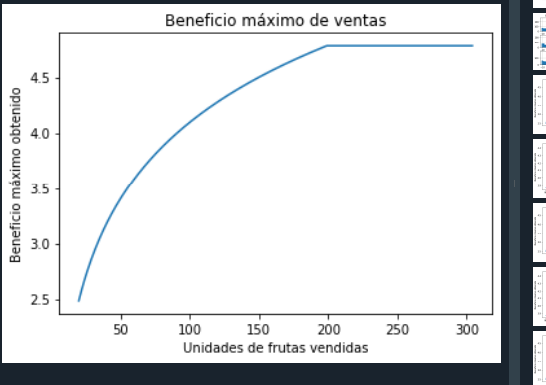 Beneficio máximo de ventas
Beneficio máximo obtenido
4.5
4.0
3.5
3.0
2.5
50 100 150 200 250 300
Unidades de frutas vendidas